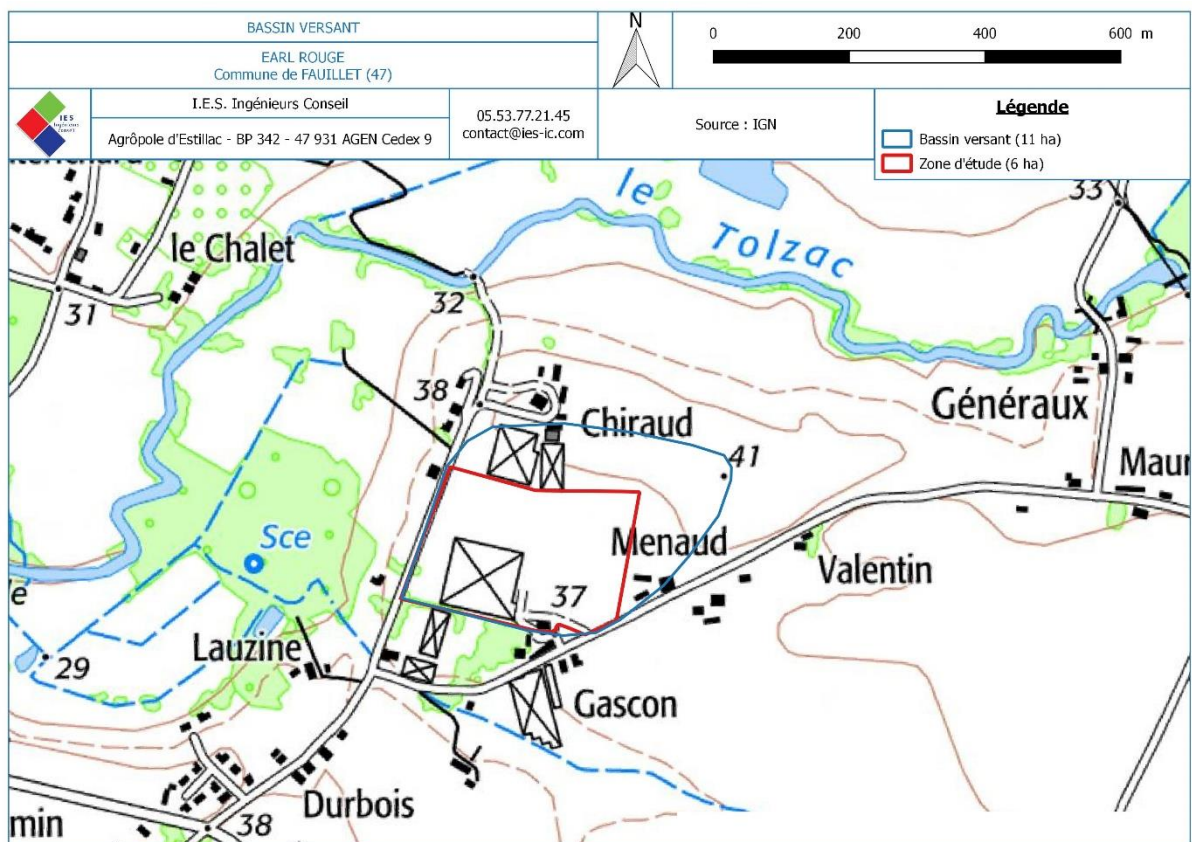 BASSIN VERSANT
EARL ROUGE
Commune de FAUILLET (47)
N
0 200 400 600 m
IES
Ingénieurs
Conseil
I.E.S. Ingénieurs Conseil
Agrôpole d'Estillac - BP 342 - 47 931 AGEN Cedex 9
05.53.77.21.45
contact@ies-ic.com
Source : IGN
Légende
Bassin versant (11 ha)
Zone d'étude (6 ha)
le Chalet
31
32
le
Tolzac
33
38
Chiraud
Généraux
41
Maur
Sce
Menaud
Valentin
37
e
Lauzine
29
Gascon
Durbois
min
38